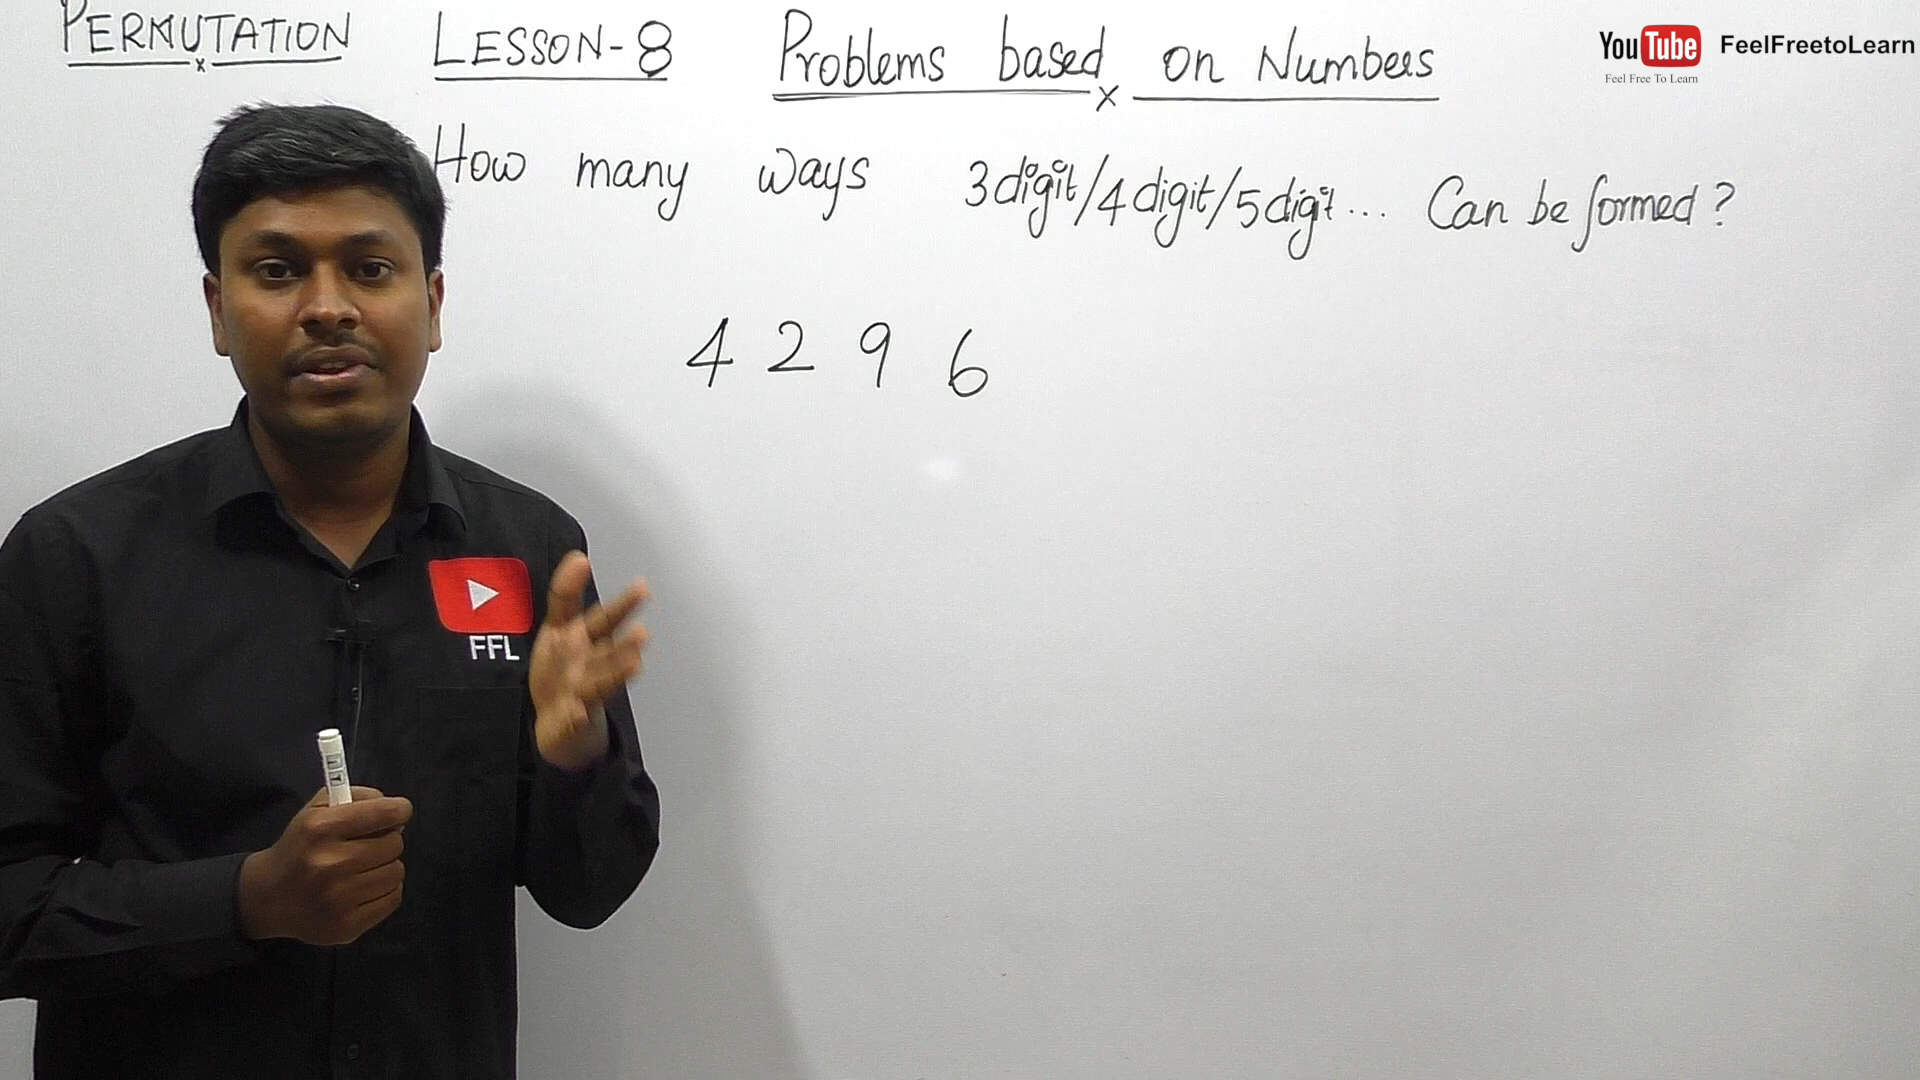 PERMUTATION LESSON-8 Problems based on Numbers
How many ways 3digit/4digit/5digit... Can be formed?
4 2 9 6
YouTube FeelFreetoLearn
Feel Free To Learn
FFL